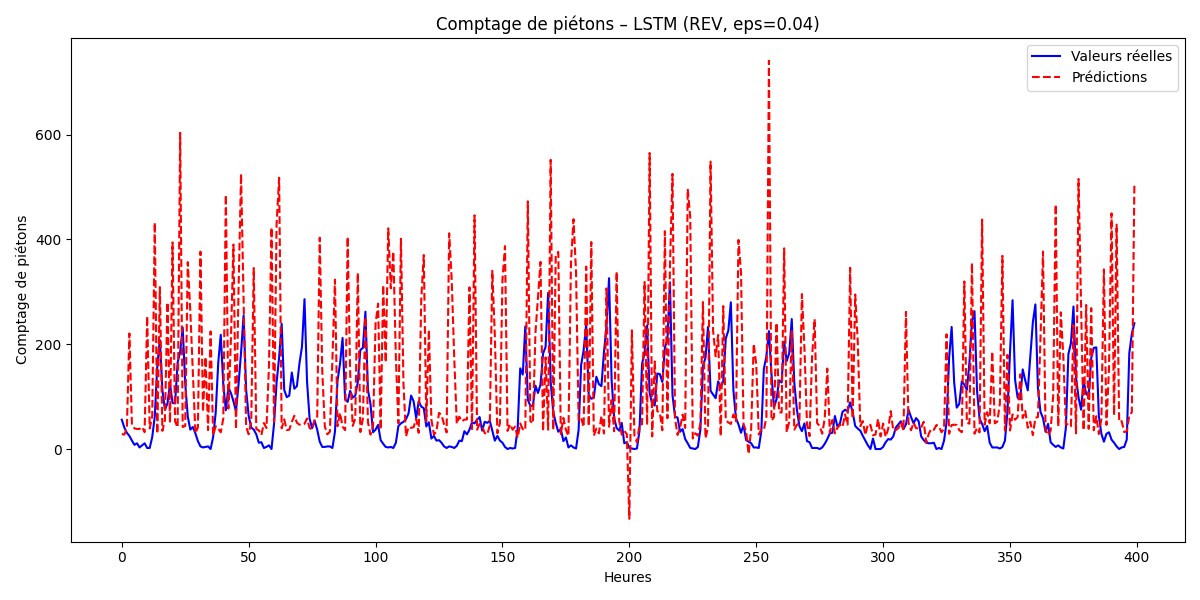 Comptage de piétons – LSTM (REV, eps=0.04)
Valeurs réelles
Prédictions
Comptage de piétons
600
400
200
0
0 50 100 150 200 250 300 350 400
Heures